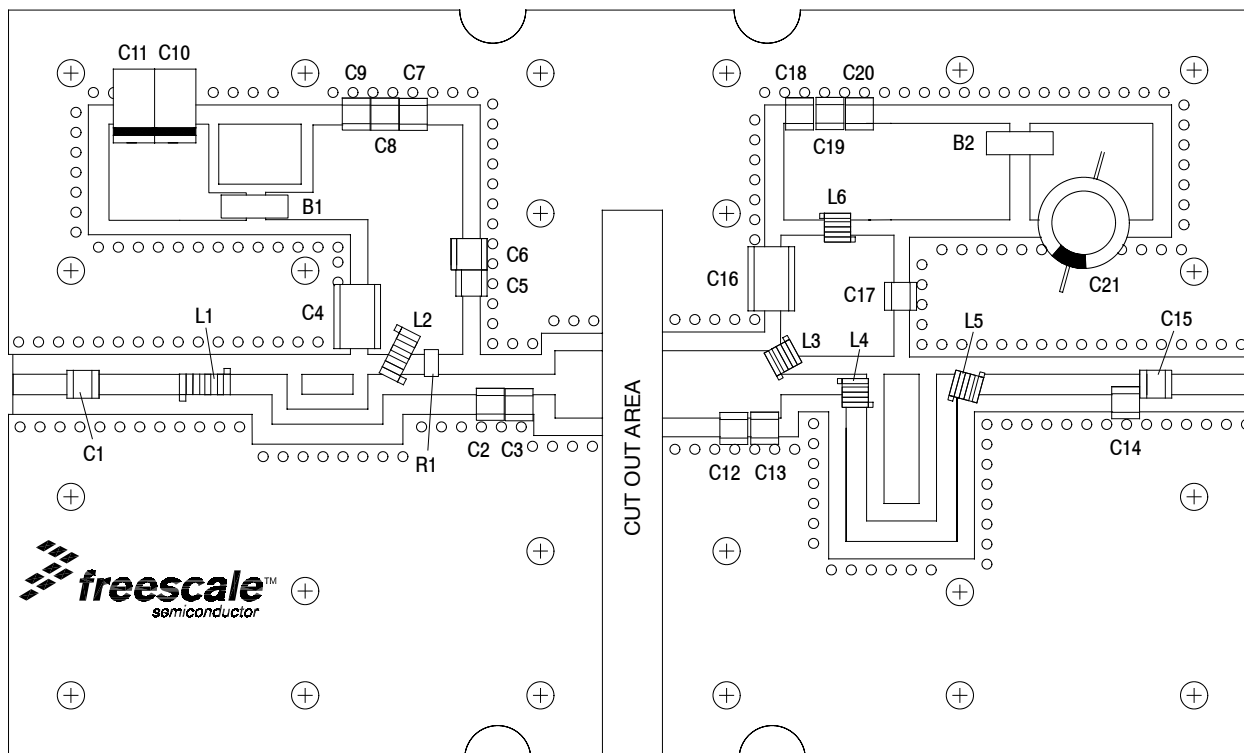 C11 C10
C9 C7
C8
C18 C20
C19
B2
B1
L6
C6
C5
C16
C17
C21
C4
L1
L2
L3
L4
L5
C15
C1
R1
C2 C3
C12 C13
C14
CUT OUT AREA
freescale™
semiconductor